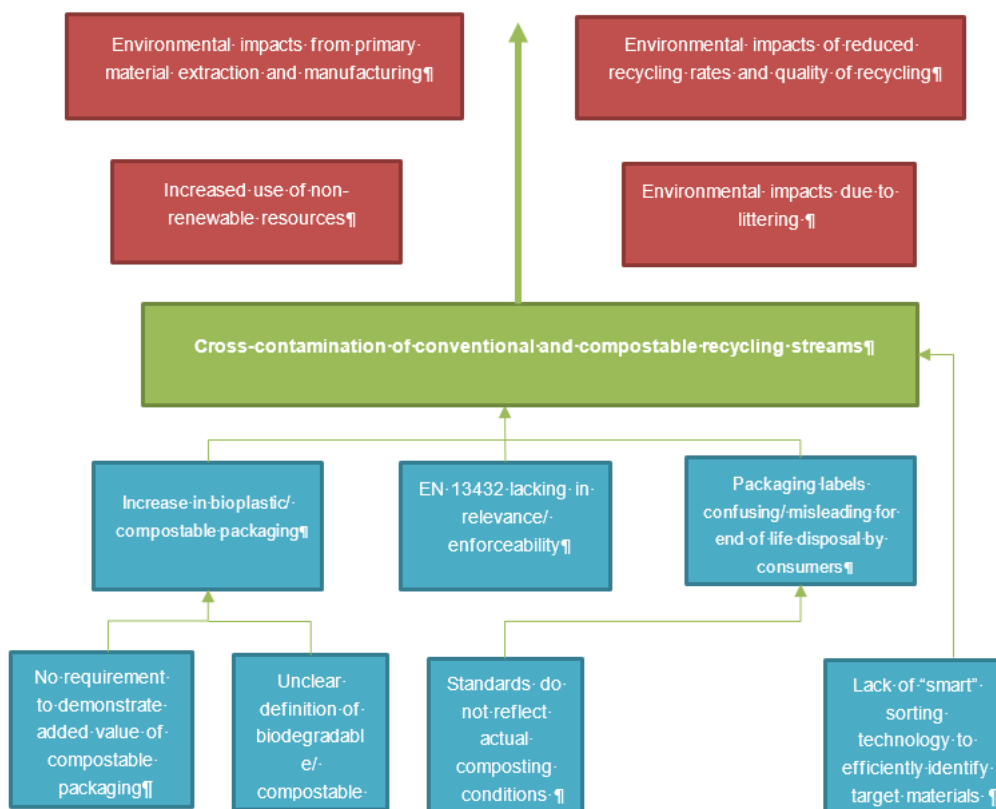 Environmental· impacts· from· primary·
material· extraction· and· manufacturing¶
Environmental· impacts· of· reduced·
recycling· rates· and· quality· of· recycling¶
Increased· use· of· non-
renewable· resources¶
Environmental· impacts· due· to·
littering· ¶
Cross-contamination· of· conventional· and· compostable· recycling· streams¶
Increase· in· bioplastic/·
compostable· packaging¶
EN· 13432· lacking· in·
relevance/·
enforceability¶
Packaging· labels·
confusing/· misleading· for·
end· of· life· disposal· by·
consumers¶
No· requirement·
to· demonstrate·
added· value· of·
compostable·
packaging¶
Unclear·
definition· of·
biodegradabl
e/·
compostable·
Standards· do·
not· reflect·
actual·
composting·
conditions· ¶
Lack· of· “smart”·
sorting·
technology· to·
efficiently· identify·
target· materials· ¶